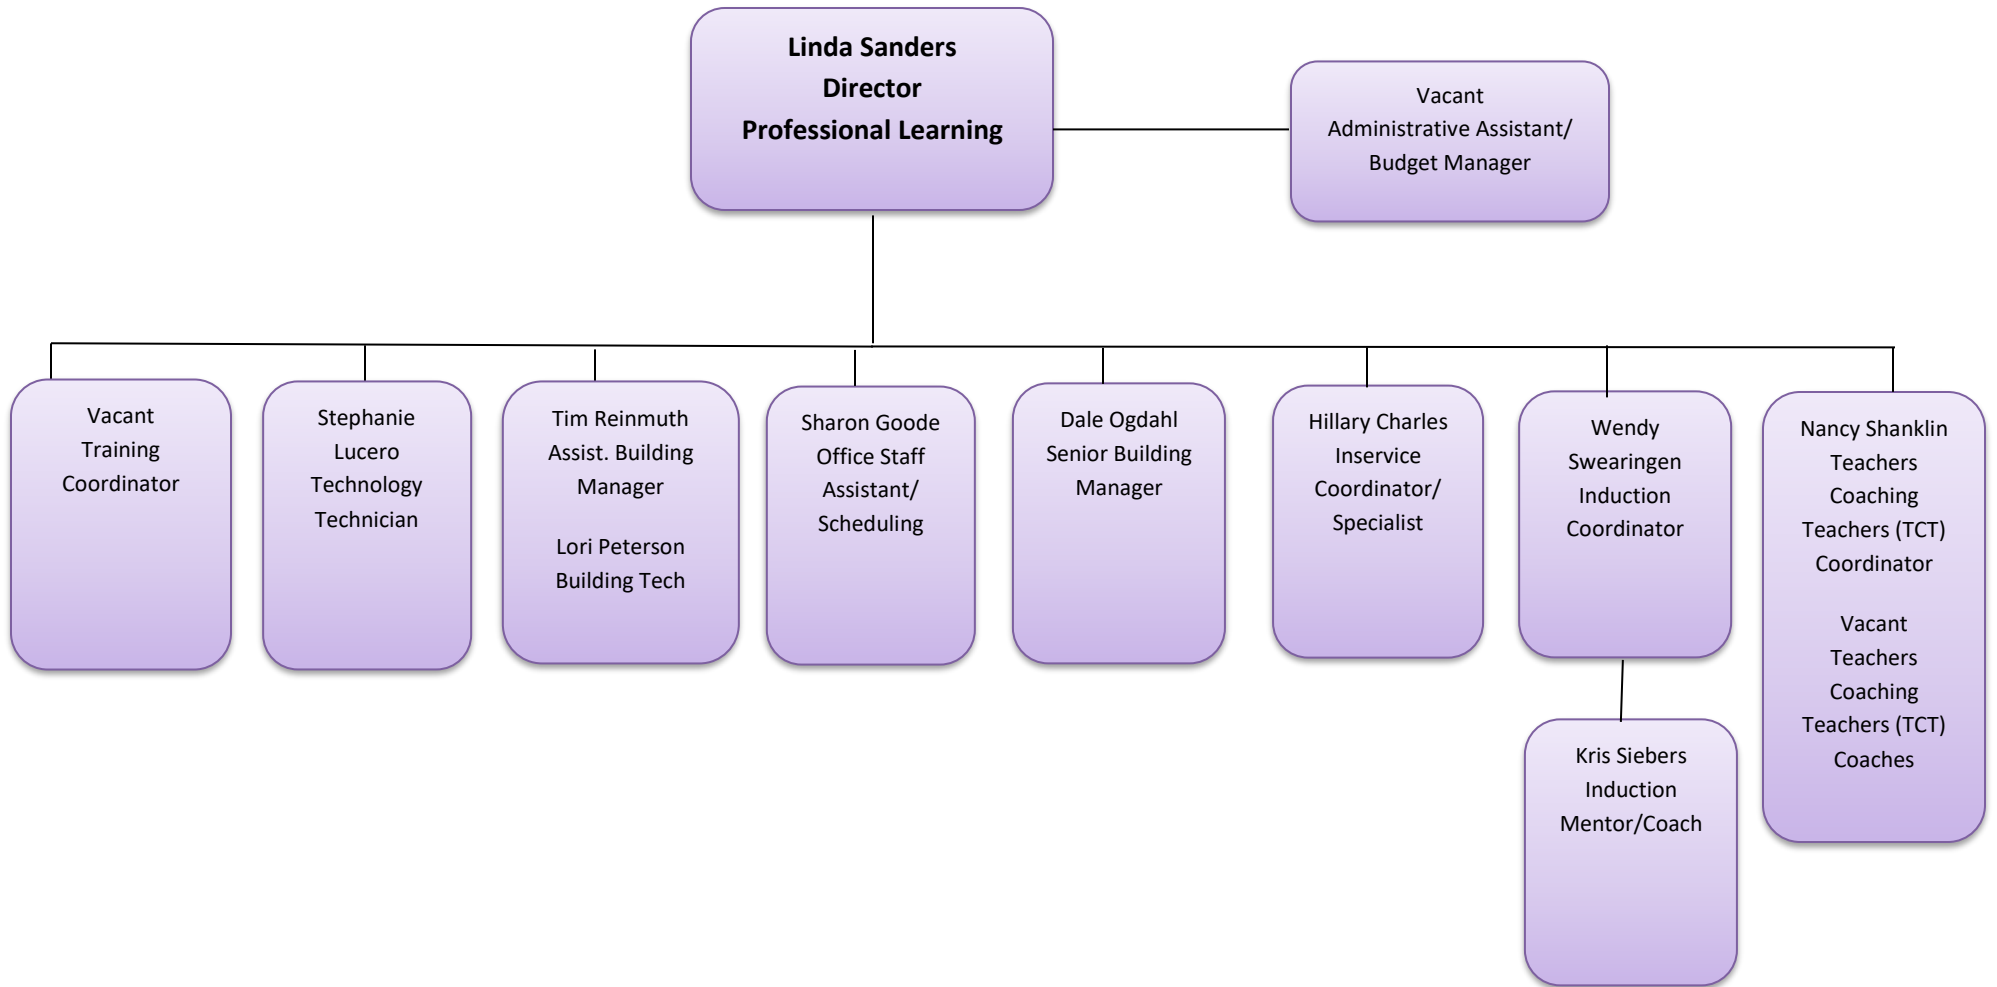 Linda Sanders
Director
Professional Learning
Vacant
Administrative Assistant/
Budget Manager
Vacant
Training
Coordinator
Stephanie
Lucero
Technology
Technician
Tim Reinmuth
Assist. Building
Manager
Lori Peterson
Building Tech
Sharon Goode
Office Staff
Assistant/
Scheduling
Dale Ogdahl
Senior Building
Manager
Hillary Charles
Inservice
Coordinator/
Specialist
Wendy
Swearingen
Induction
Coordinator
Nancy Shanklin
Teachers
Coaching
Teachers (TCT)
Coordinator
Vacant
Teachers
Coaching
Teachers (TCT)
Coaches
Kris Siebers
Induction
Mentor/Coach